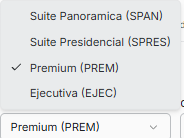 Suite Panoramica (SPAN)
Suite Presidencial (SPRES)
Premium (PREM)
Ejecutiva (EJEC)
Premium (PREM)